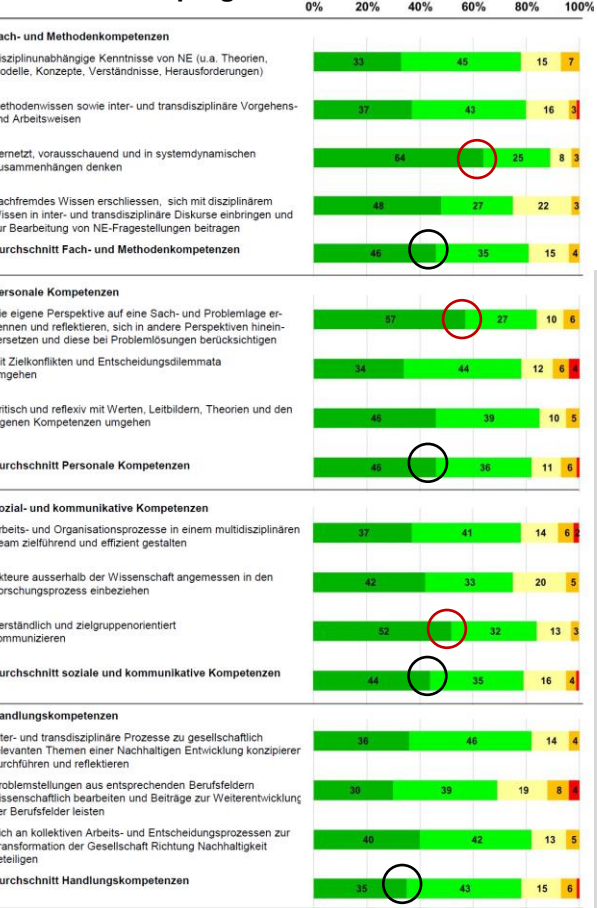 0% 20% 40% 60% 80% 100%
ach- und Methodenkompetenzen
isziplinunabhängige Kenntnisse von NE (u.a. Theorien,
odelle, Konzepte, Verständnisse, Herausforderungen)
33 45 15 7
ethodenwissen sowie inter- und transdisziplinäre Vorgehens-
nd Arbeitsweisen
37 43 16 3
ernetzt, vorausschauend und in systemdynamischen
usammenhängen denken
64 25 8 3
achfremdes Wissen erschliessen, sich mit disziplinärem
Wissen in inter- und transdisziplinäre Diskurse einbringen und
ur Bearbeitung von NE-Fragestellungen beitragen
48 27 22 3
urchschnitt Fach- und Methodenkompetenzen
46 35 15 4
ersonale Kompetenzen
ie eigene Perspektive auf eine Sach- und Problemlage er-
ennen und reflektieren, sich in andere Perspektiven hinein-
ersetzen und diese bei Problemlösungen berücksichtigen
57 27 10 6
it Zielkonflikten und Entscheidungsdilemmata
mgehen
34 44 12 6 4
ritisch und reflexiv mit Werten, Leitbildern, Theorien und den
igenen Kompetenzen umgehen
46 39 10 5
urchschnitt Personale Kompetenzen
46 36 11 6
ozial- und kommunikative Kompetenzen
rbeits- und Organisationsprozesse in einem multidisziplinären
eam zielführend und effizient gestalten
37 41 14 6 2
kteure ausserhalb der Wissenschaft angemessen in den
orschungsprozess einbeziehen
42 33 20 5
erständlich und zielgruppenorientiert
ommunizieren
52 32 13 3
urchschnitt soziale und kommunikative Kompetenzen
44 35 16 4
andlungskompetenzen
ter- und transdisziplinäre Prozesse zu gesellschaftlich
elevanten Themen einer Nachhaltigen Entwicklung konzipierer
urchführen und reflektieren
36 46 14 4
roblemstellungen aus entsprechenden Berufsfeldern
issenschaftlich bearbeiten und Beiträge zur Weiterentwicklung
er Berufsfelder leisten
30 39 19 8 4
ich an kollektiven Arbeits- und Entscheidungsprozessen zur
ransformation der Gesellschaft Richtung Nachhaltigkeit
eteiligen
40 42 13 5
urchschnitt Handlungskompetenzen
35 43 15 6